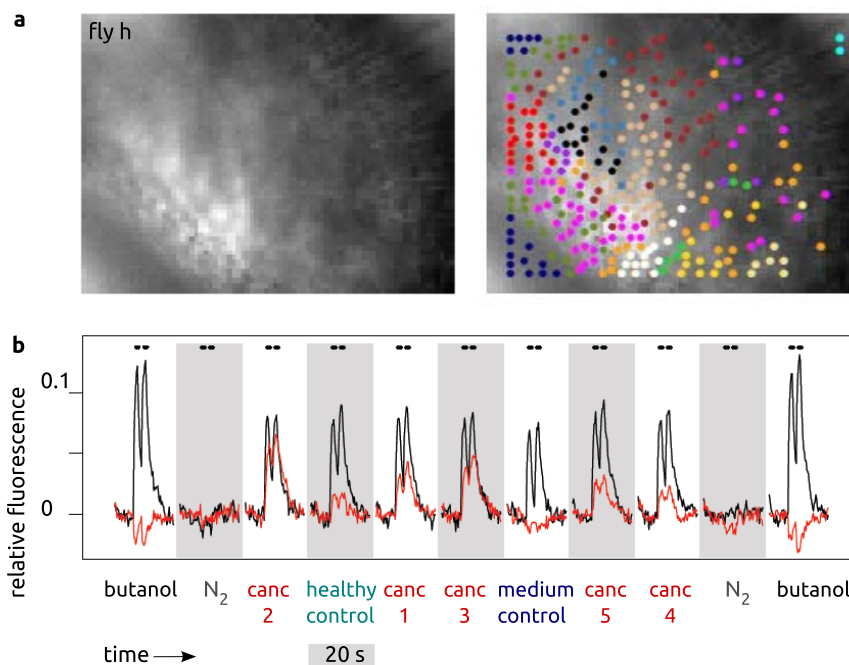 a
fly h
b
relative fluorescence
0.1
0
butanol N2 canc 2 healthy control canc 1 canc 3 medium control canc 5 canc 4 N2 butanol
time
20 s